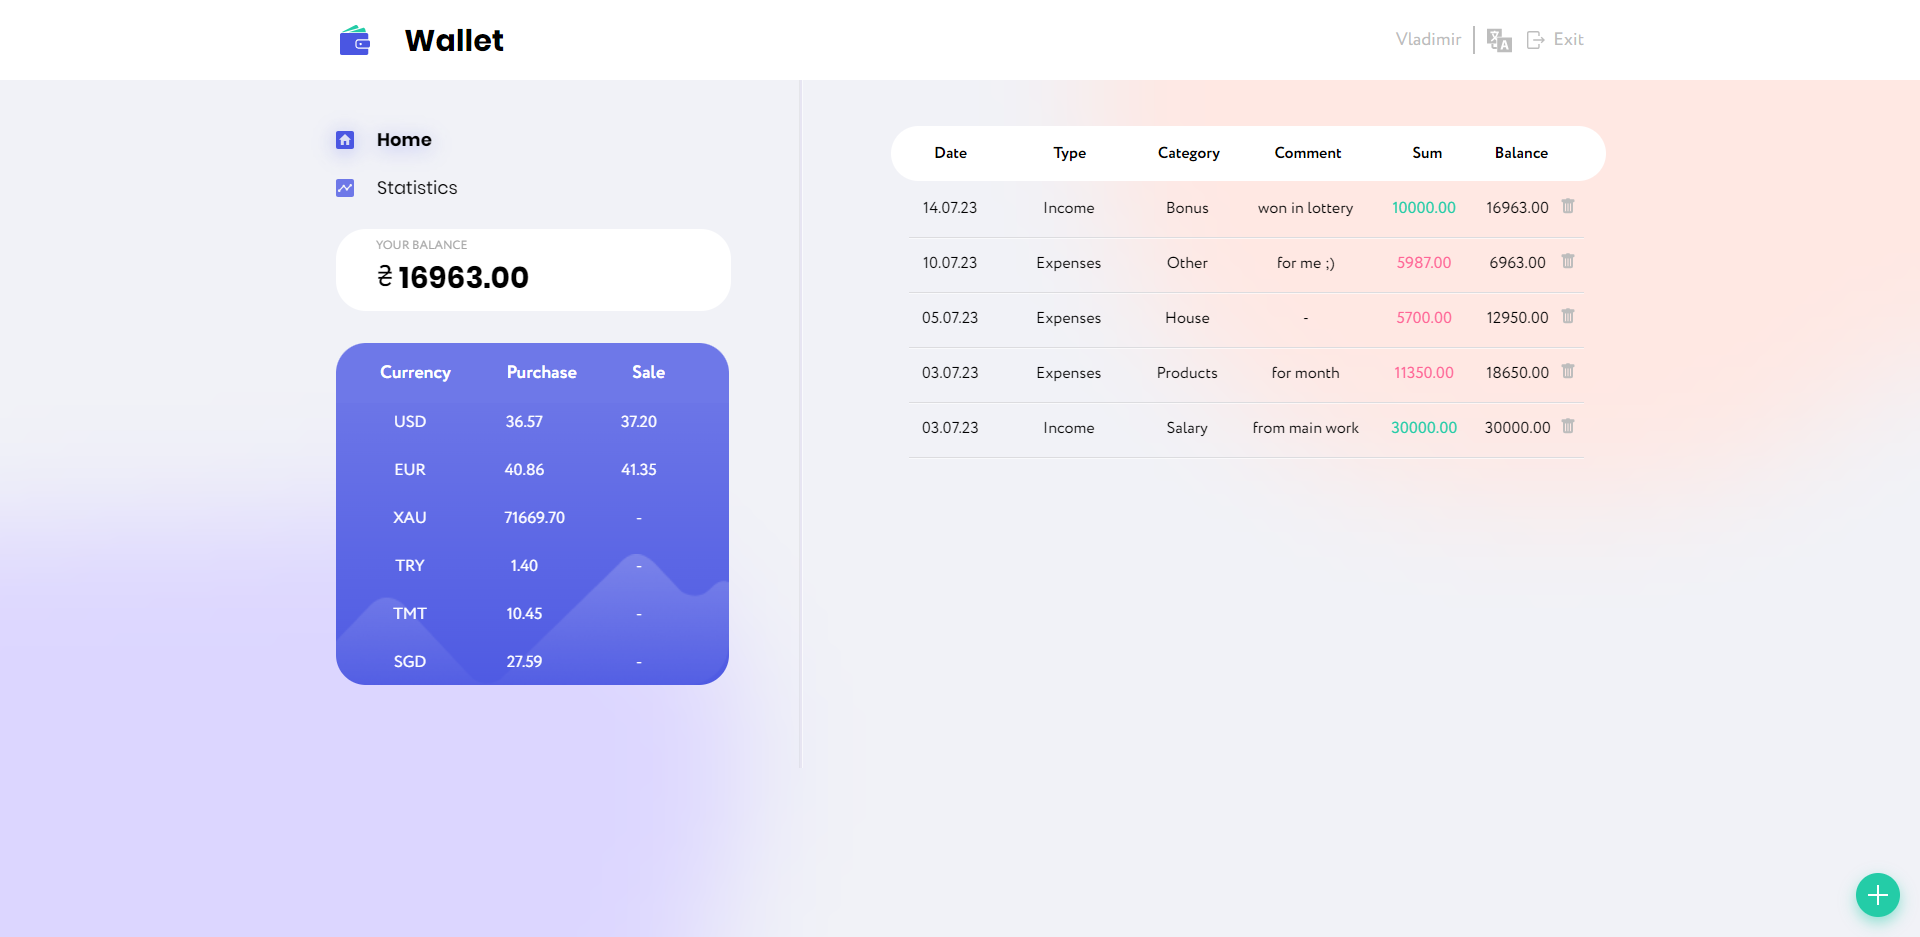 Wallet
Vladimir Exit
Home
Statistics
YOUR BALANCE
₴ 16963.00
Currency Purchase Sale
USD 36.57 37.20
EUR 40.86 41.35
XAU 71669.70 -
TRY 1.40 -
TMT 10.45 -
SGD 27.59 -
Date Type Category Comment Sum Balance
14.07.23 Income Bonus won in lottery 10000.00 16963.00
10.07.23 Expenses Other for me ;) 5987.00 6963.00
05.07.23 Expenses House - 5700.00 12950.00
03.07.23 Expenses Products for month 11350.00 18650.00
03.07.23 Income Salary from main work 30000.00 30000.00